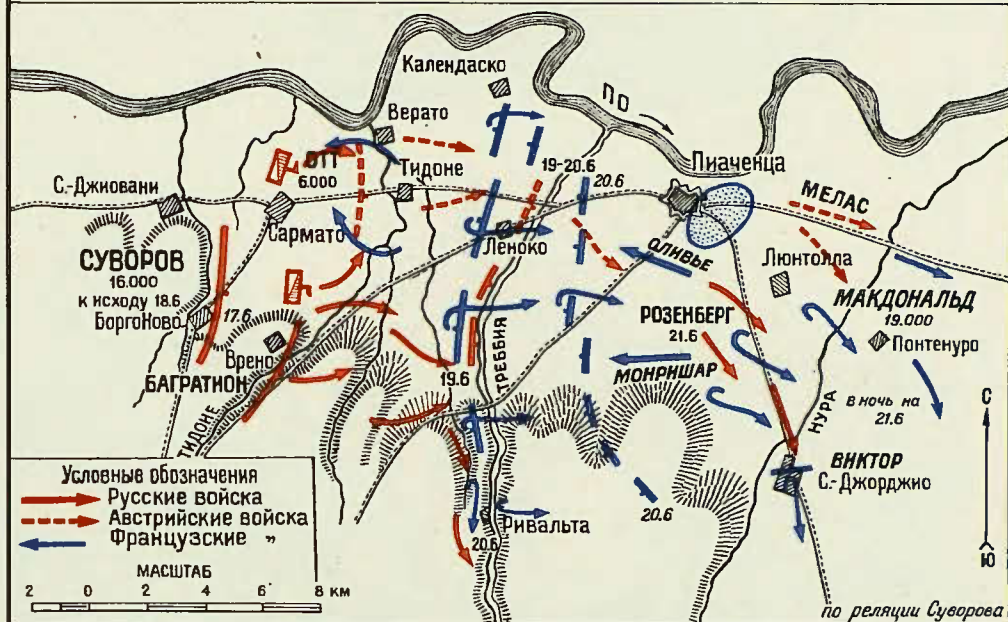 Календаско
ПО
Верато
ОТТ
6.000
Тидоне
19-20.6
20.6
Пиаченца
С.-Джиовани
МЕЛАС
Сармато
Леноко
ОЛИВЬЕ
Люнтолла
СУВОРОВ
16.000
к исходу 18.6
БоргоНово
17.6
МАКДОНАЛЬД
19.000
РОЗЕНБЕРГ
21.6
Понтенуро
Врено
БАГРАТИОН
19.6
ТРЕББИЯ
МОНРИШАР
в ночь на
21.6
НУРА
ТИДОНЕ
С
ВИКТОР
С.-Джорджио
20.6
Ривальта
20.6
Ю
Условные обозначения
Русские войска
Австрийские войска
Французские "
МАСШТАБ
2 0 2 4 6 8 км
по реляции Суворова